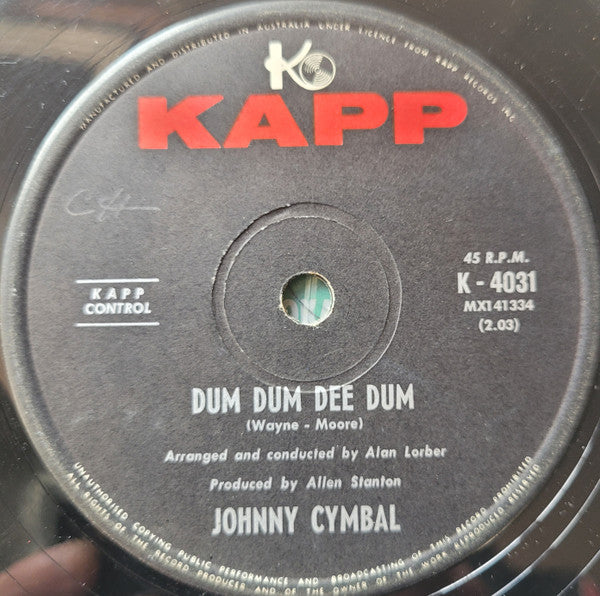 MANUFACTURED AND DISTRIBUTED IN AUSTRALIA UNDER LICENCE FROM KAPP RECORDS INC.
K
KAPP
45 R.P.M.
K - 4031
MX141334
(2.03)
KAPP
CONTROL
DUM DUM DEE DUM
(Wayne - Moore)
Arranged and conducted by Alan Lorber
Produced by Allen Stanton
JOHNNY CYMBAL
UNAUTHORISED COPYING PUBLIC PERFORMANCE AND BROADCASTING OF THIS RECORD PROHIBITED
ALL RIGHTS OF THE RECORD PRODUCER AND OF THE OWNER OF THE WORK REPRODUCED RESERVED